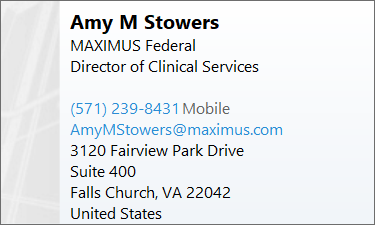 Amy M Stowers
MAXIMUS Federal
Director of Clinical Services
(571) 239-8431 Mobile
AmyMStowers@maximus.com
3120 Fairview Park Drive
Suite 400
Falls Church, VA 22042
United States